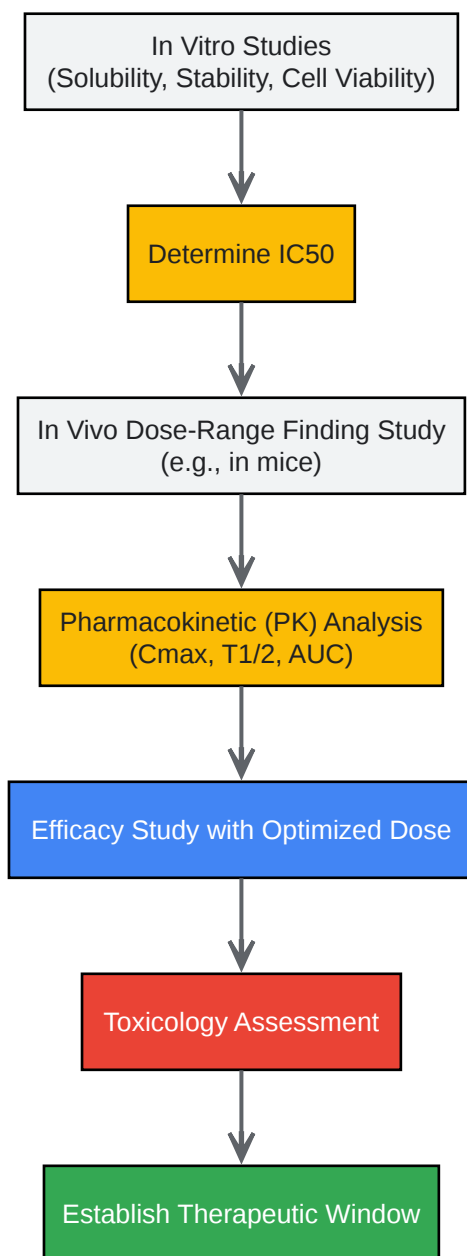 In Vitro Studies
(Solubility, Stability, Cell Viability)
Determine IC50
In Vivo Dose-Range Finding Study
(e.g., in mice)
Pharmacokinetic (PK) Analysis
(Cmax, T1/2, AUC)
Efficacy Study with Optimized Dose
Toxicology Assessment
Establish Therapeutic Window